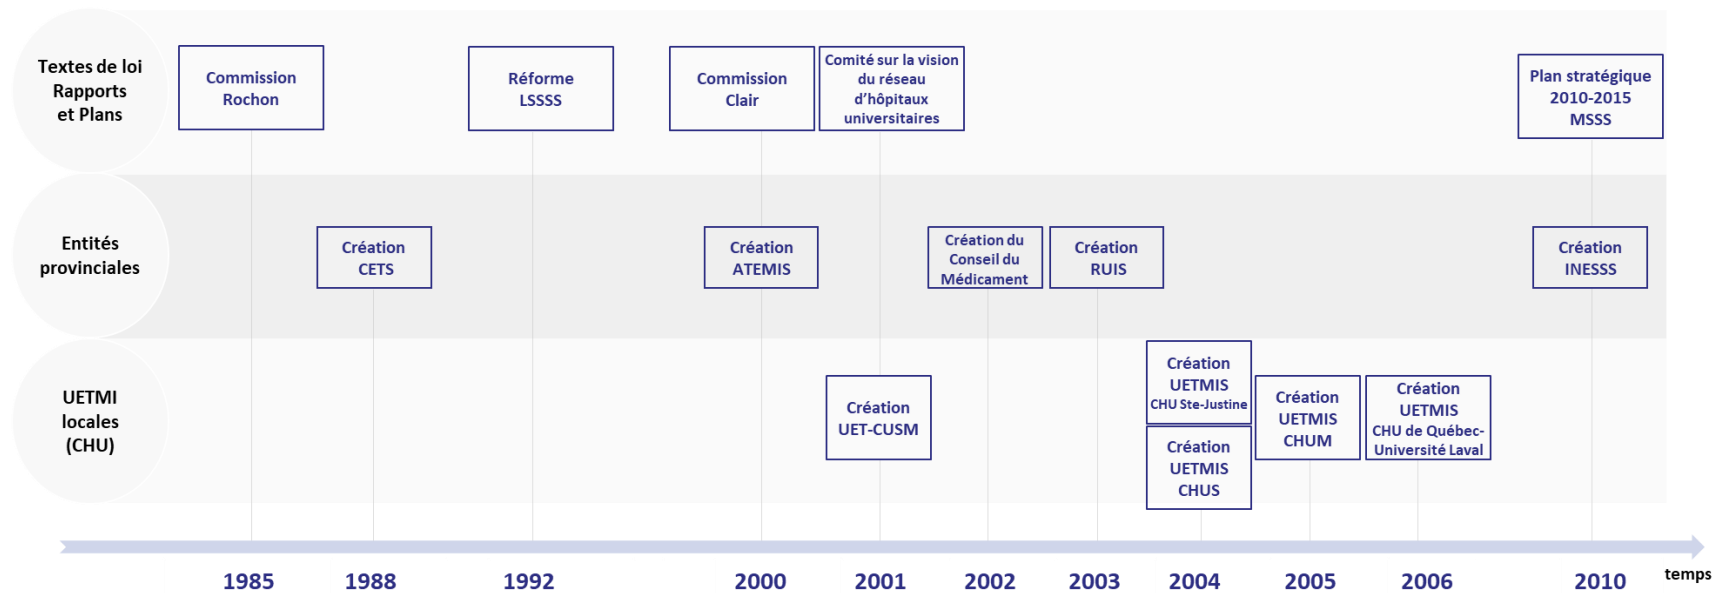 Textes de loi
Rapports
et Plans
Commission
Rochon
Réforme
LSSSS
Commission
Clair
Comité sur la vision
du réseau
d’hôpitaux
universitaires
Plan stratégique
2010-2015
MSSS
Entités
provinciales
Création
CETS
Création
ATEMIS
Création du
Conseil du
Médicament
Création
RUIS
Création
INESSS
UETMI
locales
(CHU)
Création
UET-CUSM
Création
UETMIS
CHU Ste-Justine
Création
UETMIS
CHUS
Création
UETMIS
CHUM
Création
UETMIS
CHU de Québec-
Université Laval
1985
1988
1992
2000
2001
2002
2003
2004
2005
2006
2010
temps